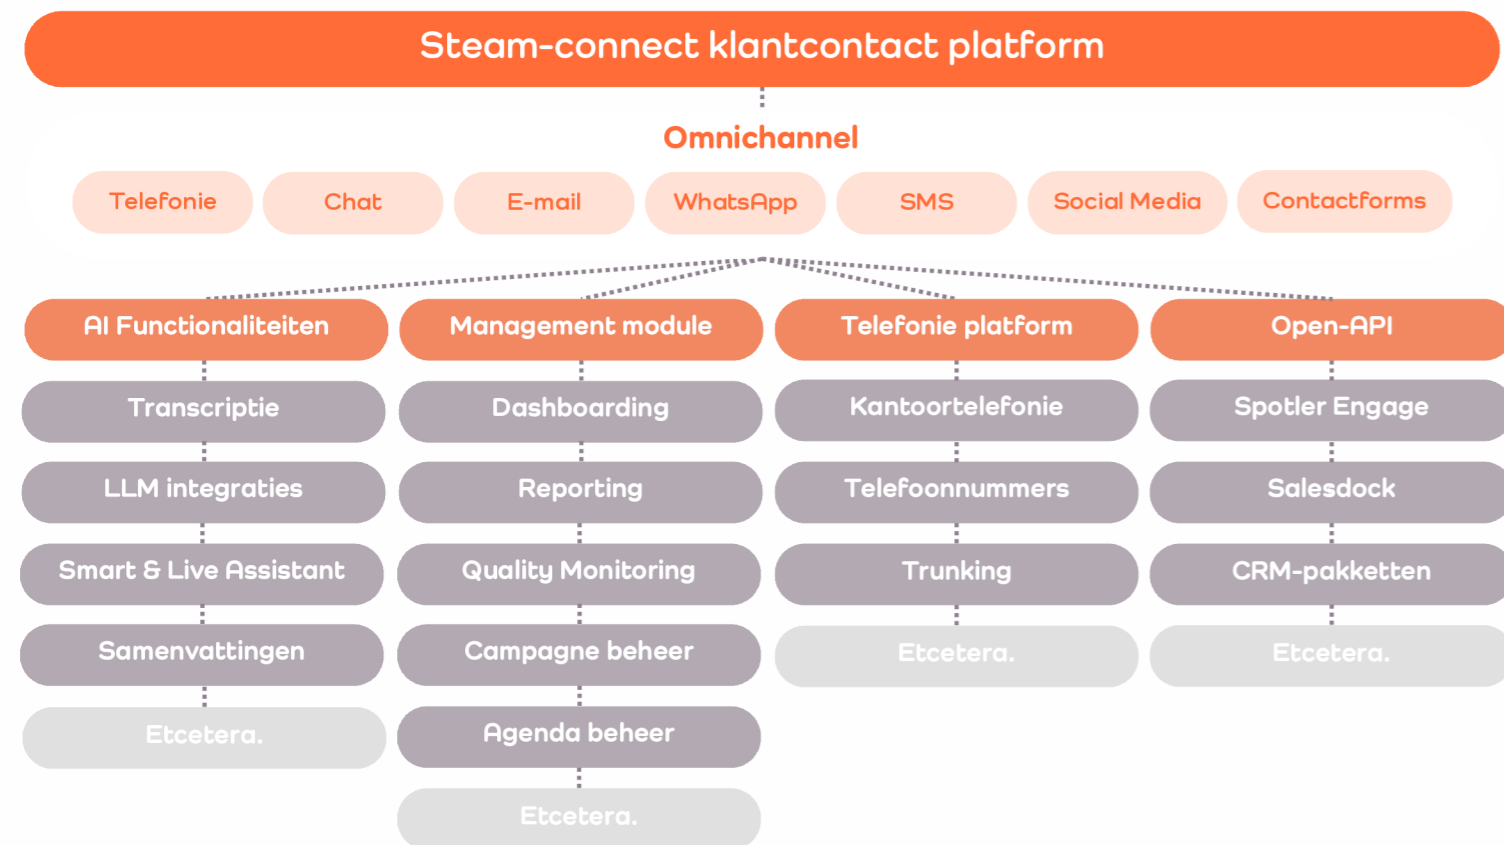 Steam-connect klantcontact platform
Omnichannel
Telefonie
Chat
E-mail
WhatsApp
SMS
Social Media
Contactforms
AI Functionaliteiten
Transcriptie
LLM integraties
Smart & Live Assistant
Samenvattingen
Etcetera.
Management module
Dashboarding
Reporting
Quality Monitoring
Campagne beheer
Agenda beheer
Etcetera.
Telefonie platform
Kantoortelefonie
Telefoonnummers
Trunking
Etcetera.
Open-API
Spotler Engage
Salesdock
CRM-pakketten
Etcetera.